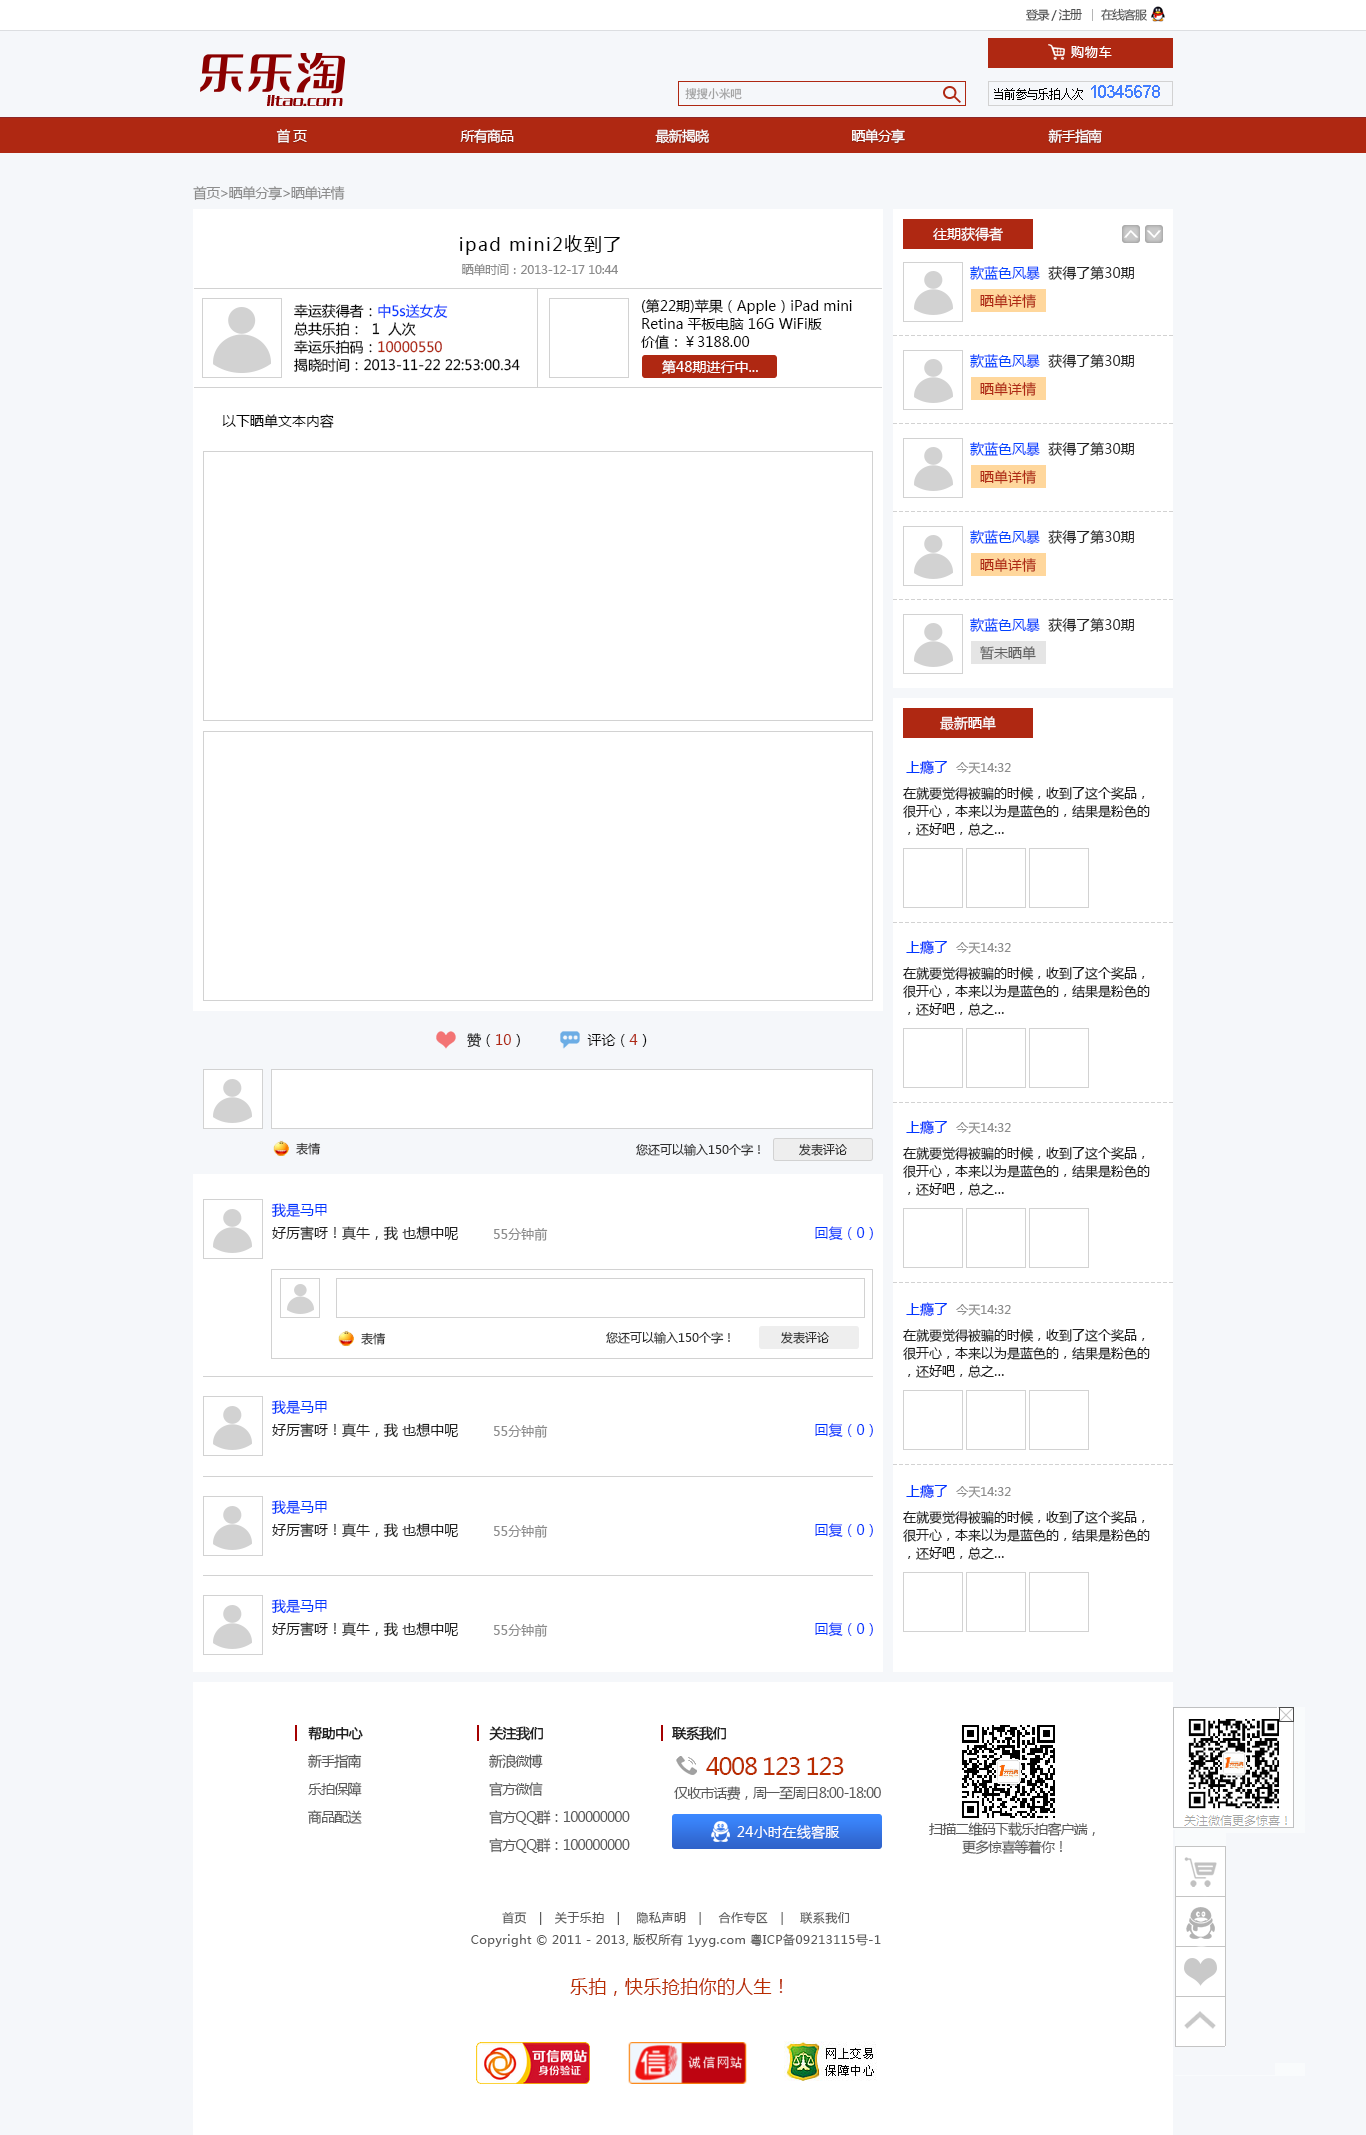 登录 / 注册 | 在线客服
乐乐淘
lltao.com
购物车
搜搜小米吧
当前参与乐拍人次 10345678
首 页 所有商品 最新揭晓 晒单分享 新手指南
首页>晒单分享>晒单详情
ipad mini2收到了
晒单时间：2013-12-17 10:44
幸运获得者：中5s送女友
总共乐拍： 1 人次
幸运乐拍码：10000550
揭晓时间：2013-11-22 22:53:00.34
(第22期)苹果（Apple）iPad mini
Retina 平板电脑 16G WiFi版
价值：￥3188.00
第48期进行中...
以下晒单文本内容
赞（10） 评论（4）
表情 您还可以输入150个字！ 发表评论
我是马甲
好厉害呀！真牛，我 也想中呢 55分钟前 回复（0）
表情 您还可以输入150个字！ 发表评论
我是马甲
好厉害呀！真牛，我 也想中呢 55分钟前 回复（0）
我是马甲
好厉害呀！真牛，我 也想中呢 55分钟前 回复（0）
我是马甲
好厉害呀！真牛，我 也想中呢 55分钟前 回复（0）
往期获得者
款蓝色风暴 获得了第30期
晒单详情
款蓝色风暴 获得了第30期
晒单详情
款蓝色风暴 获得了第30期
晒单详情
款蓝色风暴 获得了第30期
晒单详情
款蓝色风暴 获得了第30期
暂未晒单
最新晒单
上瘾了 今天14:32
在就要觉得被骗的时候，收到了这个奖品，
很开心，本来以为是蓝色的，结果是粉色的
，还好吧，总之...
上瘾了 今天14:32
在就要觉得被骗的时候，收到了这个奖品，
很开心，本来以为是蓝色的，结果是粉色的
，还好吧，总之...
上瘾了 今天14:32
在就要觉得被骗的时候，收到了这个奖品，
很开心，本来以为是蓝色的，结果是粉色的
，还好吧，总之...
上瘾了 今天14:32
在就要觉得被骗的时候，收到了这个奖品，
很开心，本来以为是蓝色的，结果是粉色的
，还好吧，总之...
上瘾了 今天14:32
在就要觉得被骗的时候，收到了这个奖品，
很开心，本来以为是蓝色的，结果是粉色的
，还好吧，总之...
帮助中心
新手指南
乐拍保障
商品配送
关注我们
新浪微博
官方微信
官方QQ群：100000000
官方QQ群：100000000
联系我们
4008 123 123
仅收市话费，周一至周日8:00-18:00
24小时在线客服
扫描二维码下载乐拍客户端，
更多惊喜等着你！
关注微信更多惊喜！
首页 | 关于乐拍 | 隐私声明 | 合作专区 | 联系我们
Copyright © 2011 - 2013, 版权所有 1yyg.com 粤ICP备09213115号-1
乐拍，快乐抢拍你的人生！
可信网站
身份验证
信 诚信网站
网上交易
保障中心